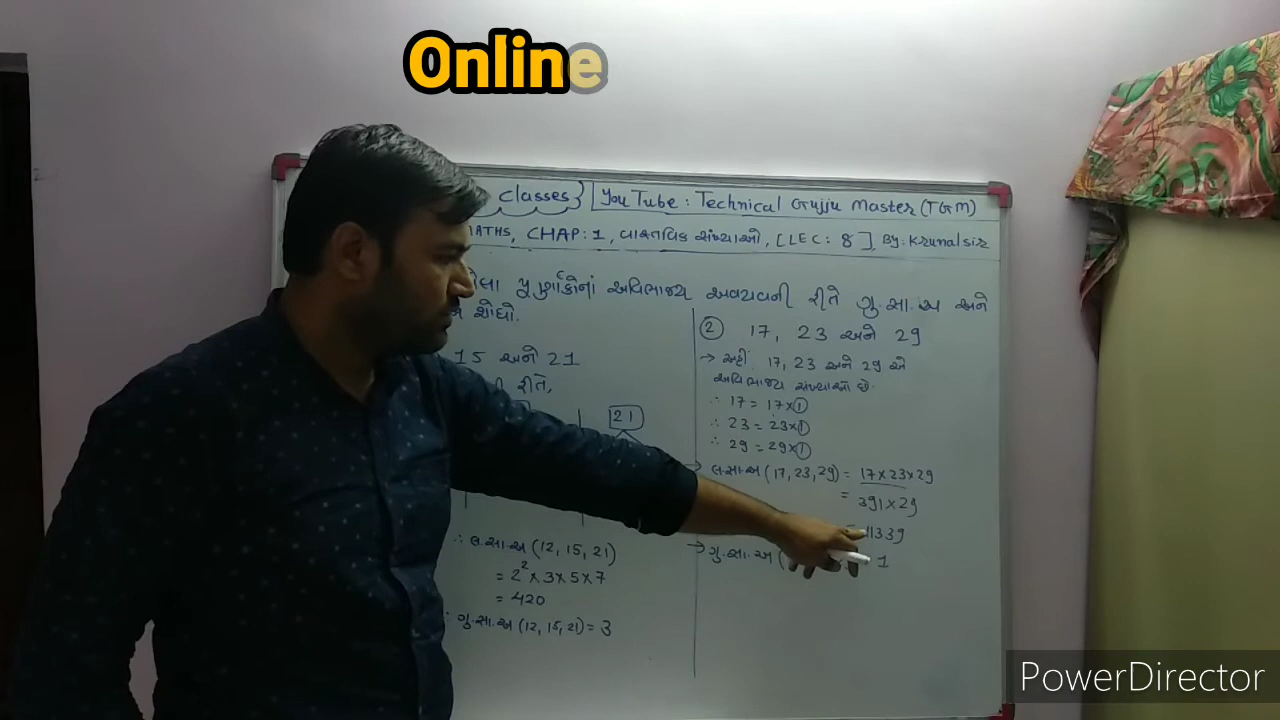 Online
classes} YouTube : Technical Gujju Master (TGM)
MATHS, CHAP : 1, વાસ્તવિક સંખ્યાઓ, [LEC : 8] By: Krunal sir
પૂર્ણાંકોનાં અવિભાજ્ય અવયવની રીતે ગુ.સા.અ અને
શોધો.
15 અને 21
રીતે,
21
∴ લ.સા.અ (12, 15, 21)
= 2² × 3 × 5 × 7
= 420
∴ ગુ.સા.અ (12, 15, 21) = 3
② 17, 23 અને 29
→ અહીં 17, 23 અને 29 એ
અવિભાજ્ય સંખ્યાઓ છે.
∴ 17 = 17×①
∴ 23 = 23×①
∴ 29 = 29×①
→ લ.સા.અ (17, 23, 29) = 17×23×29
= 391 × 29
= 11339
→ ગુ.સા.અ ( 1
PowerDirector